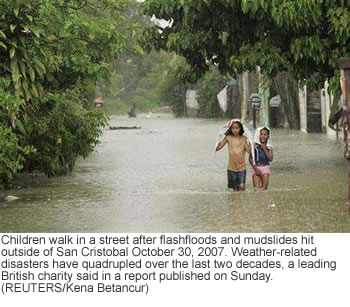 Children walk in a street after flashfloods and mudslides hit
outside of San Cristobal October 30, 2007. Weather-related
disasters have quadrupled over the last two decades, a leading
British charity said in a report published on Sunday.
(REUTERS/Kena Betancur)